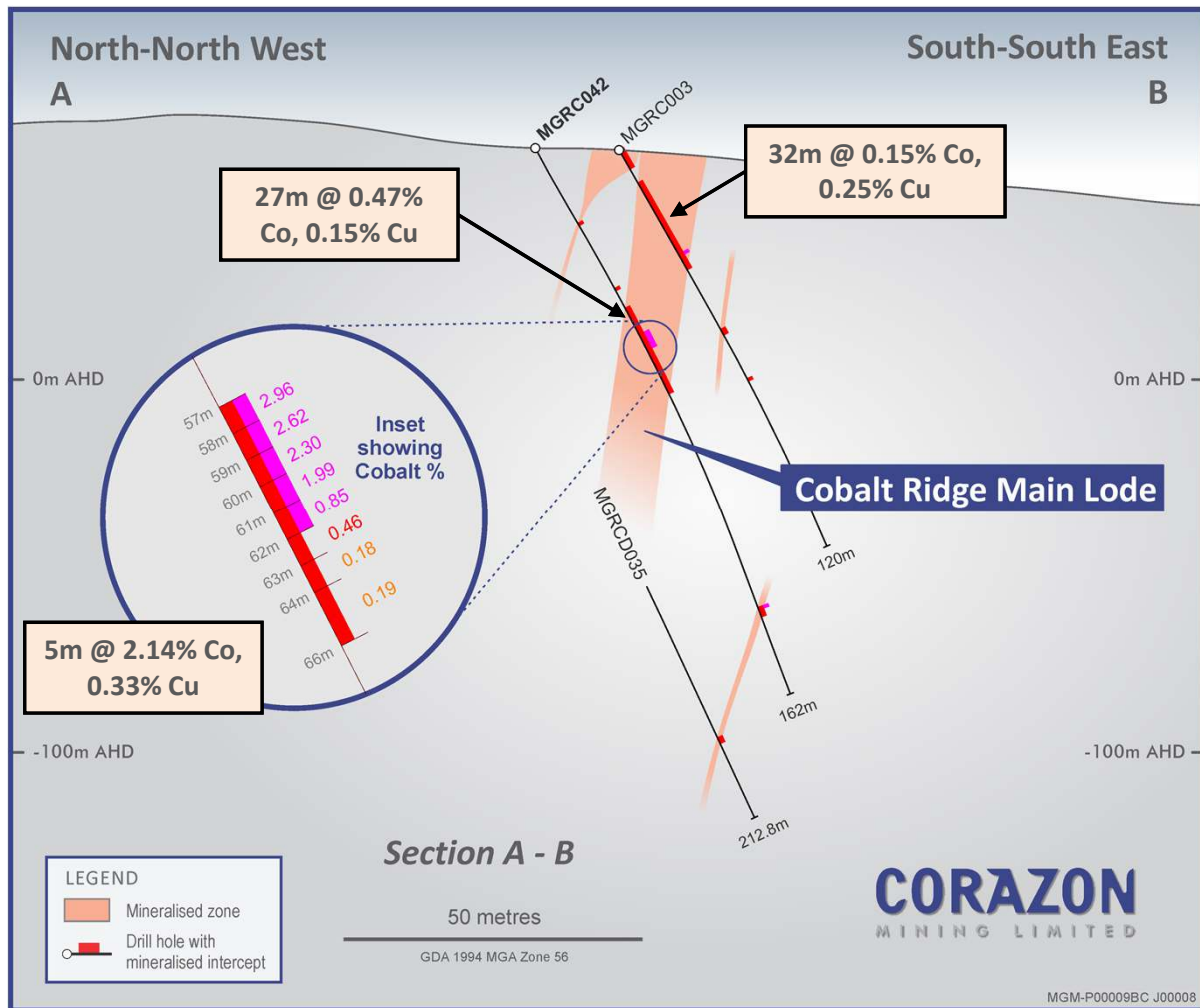 North-North West
A
South-South East
B
MGRC042
MGRC003
32m @ 0.15% Co,
0.25% Cu
27m @ 0.47%
Co, 0.15% Cu
0m AHD
0m AHD
57m
58m
59m
60m
61m
62m
63m
64m
66m
2.96
2.62
2.30
1.99
0.85
0.46
0.18
0.19
Inset
showing
Cobalt %
Cobalt Ridge Main Lode
MGRCD035
120m
5m @ 2.14% Co,
0.33% Cu
162m
-100m AHD
-100m AHD
212.8m
Section A - B
50 metres
GDA 1994 MGA Zone 56
LEGEND
Mineralised zone
Drill hole with
mineralised intercept
CORAZON
MINING LIMITED
MGM-P00009BC J00008